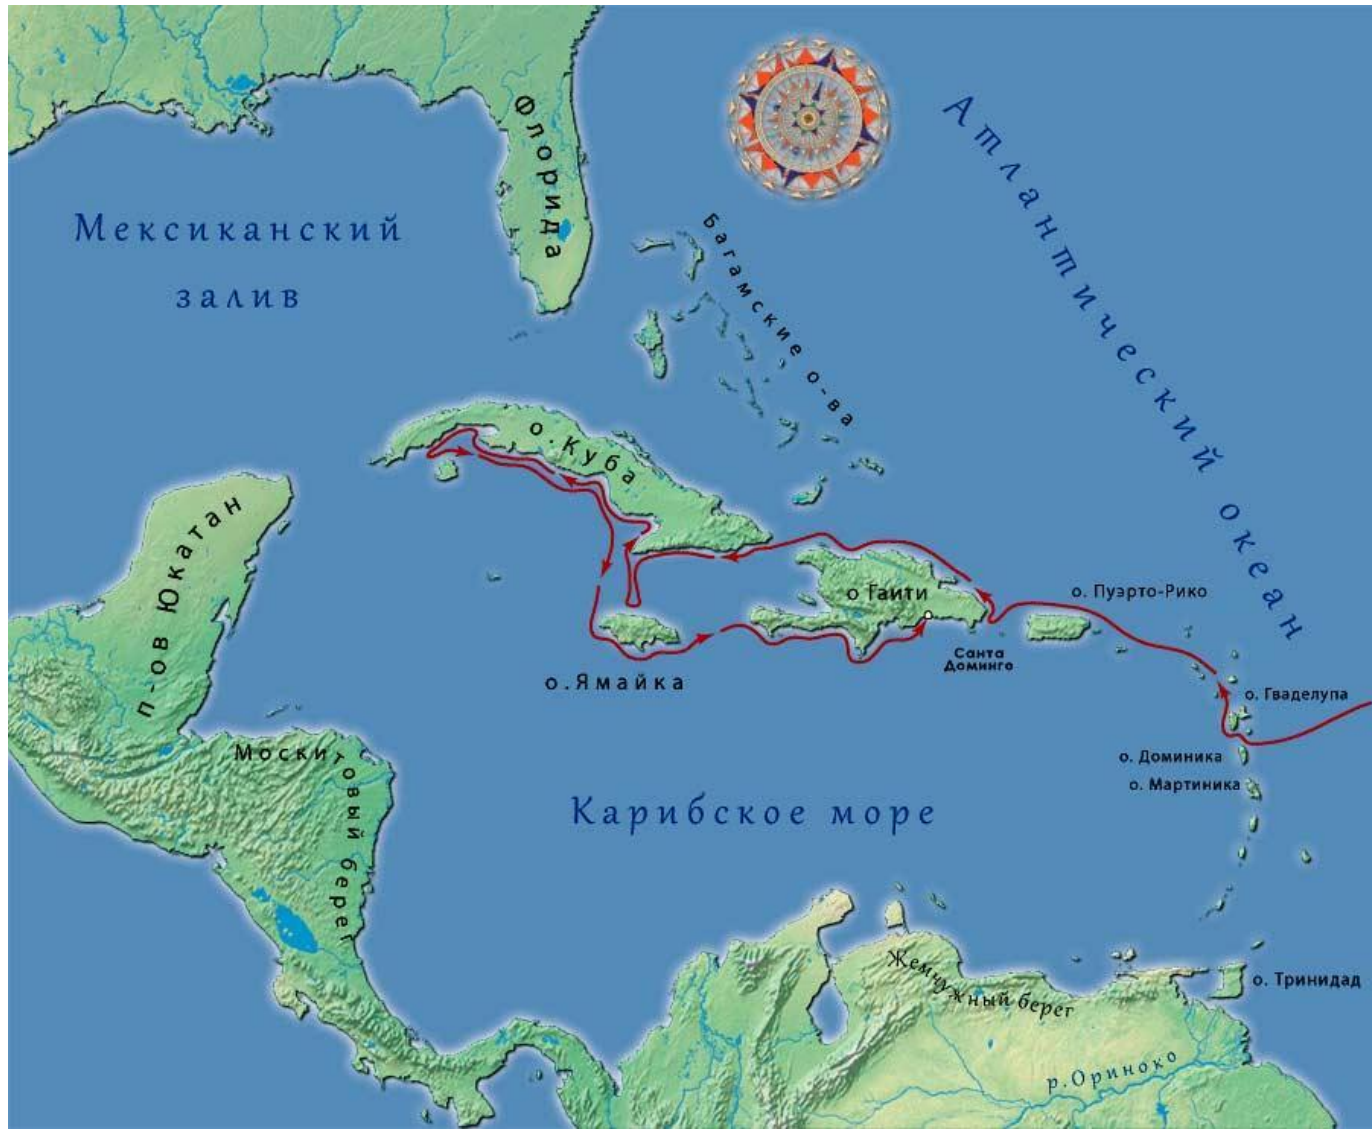 Флорида
Мексиканский
залив
Атлантический океан
Багамские о-ва
о. Куба
п-ов Юкатан
о Гаити
о. Пуэрто-Рико
Санта
Доминго
о. Ямайка
о. Гваделупа
о. Доминика
о. Мартиника
Москитовый берег
Карибское море
Жемчужный берег
о. Тринидад
р. Ориноко